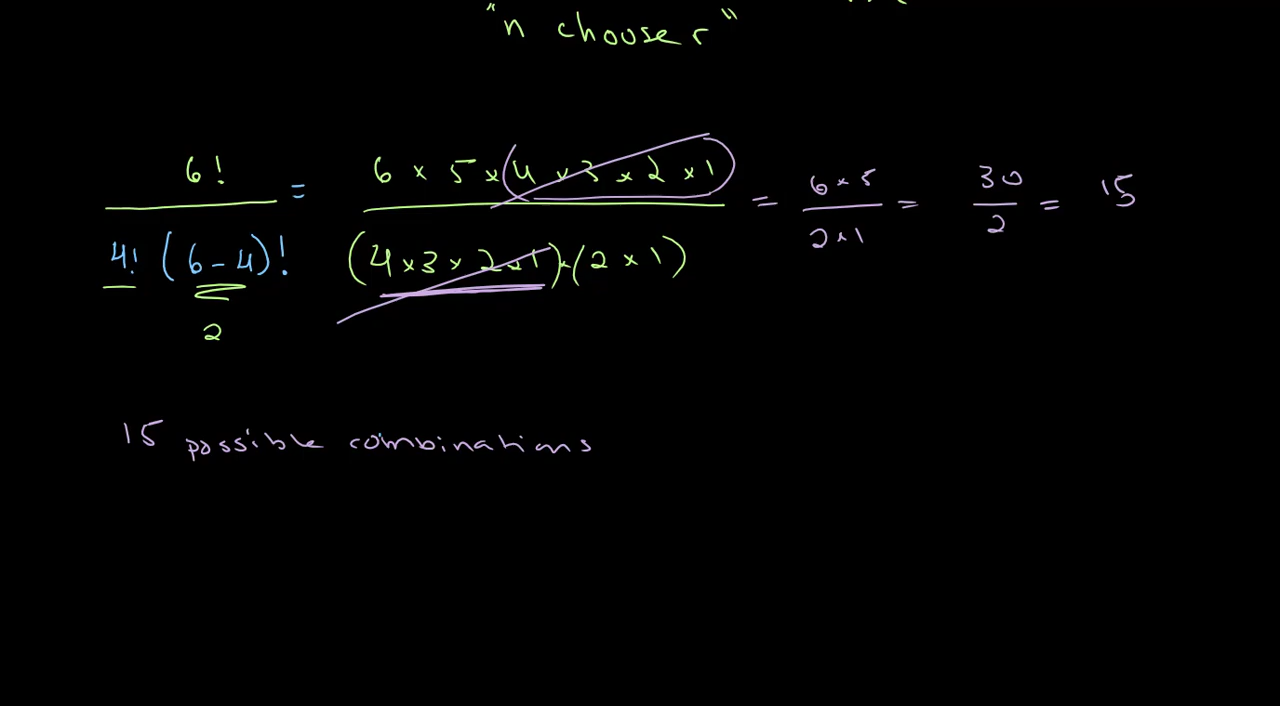 "n choose r"
6! / 4! (6-4)! = 6 × 5 × (4 × 3 × 2 × 1) / (4 × 3 × 2 × 1) × (2 × 1) = 6 × 5 / 2 × 1 = 30 / 2 = 15
2
15 possible combinations